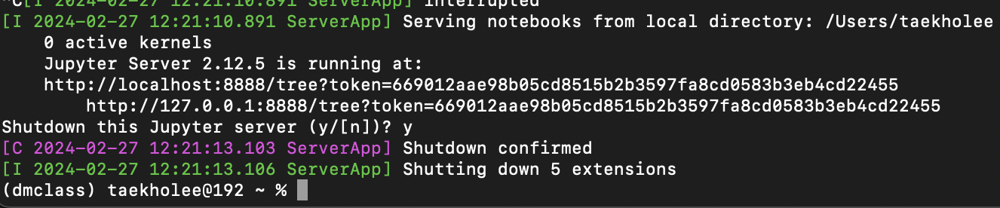 ^C[I 2024-02-27 12:21:10.891 ServerApp] interrupted
[I 2024-02-27 12:21:10.891 ServerApp] Serving notebooks from local directory: /Users/taekholee
0 active kernels
Jupyter Server 2.12.5 is running at:
http://localhost:8888/tree?token=669012aae98b05cd8515b2b3597fa8cd0583b3eb4cd22455
http://127.0.0.1:8888/tree?token=669012aae98b05cd8515b2b3597fa8cd0583b3eb4cd22455
Shutdown this Jupyter server (y/[n])? y
[C 2024-02-27 12:21:13.103 ServerApp] Shutdown confirmed
[I 2024-02-27 12:21:13.106 ServerApp] Shutting down 5 extensions
(dmclass) taekholee@192 ~ %